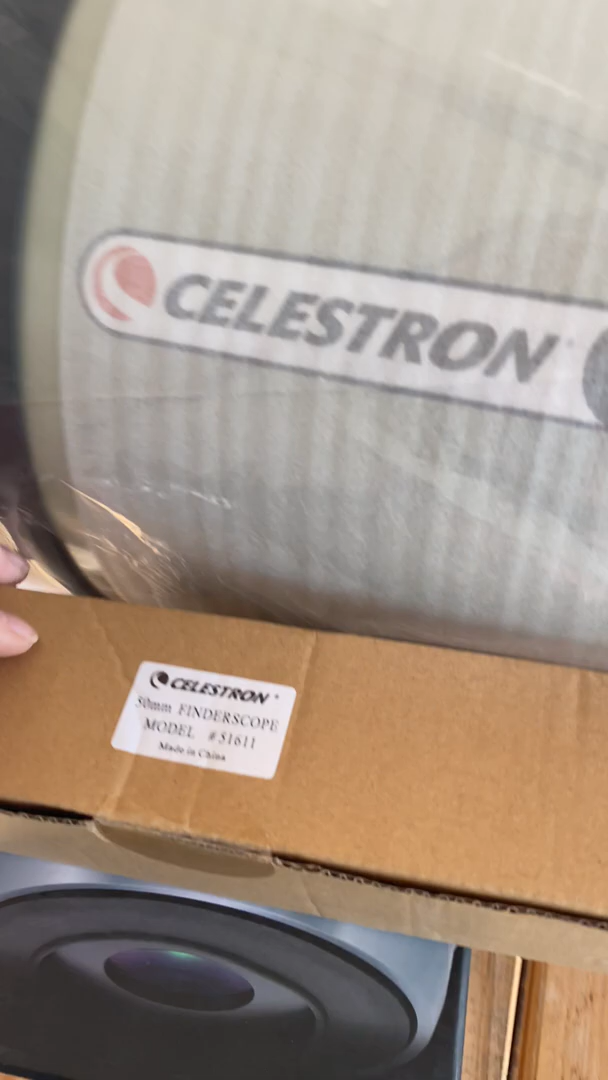 CELESTRON
CELESTRON
50mm FINDERSCOPE
MODEL #51611
Made in China